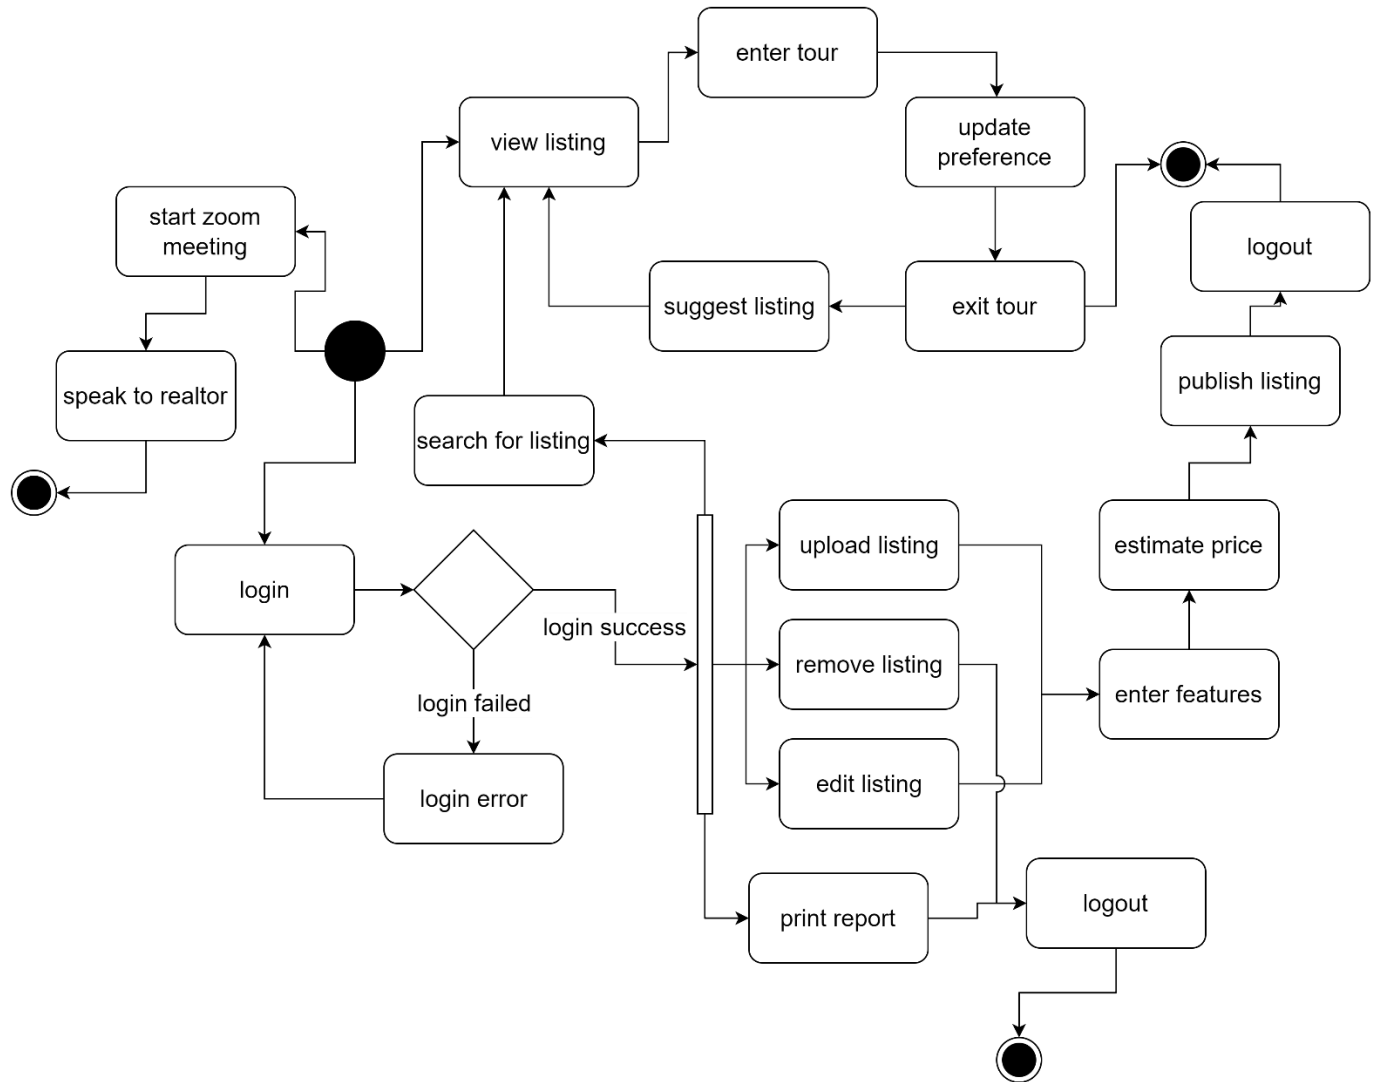 enter tour
view listing
update
preference
start zoom
meeting
logout
suggest listing
exit tour
publish listing
speak to realtor
search for listing
upload listing
estimate price
login
login success
remove listing
enter features
login failed
edit listing
login error
print report
logout